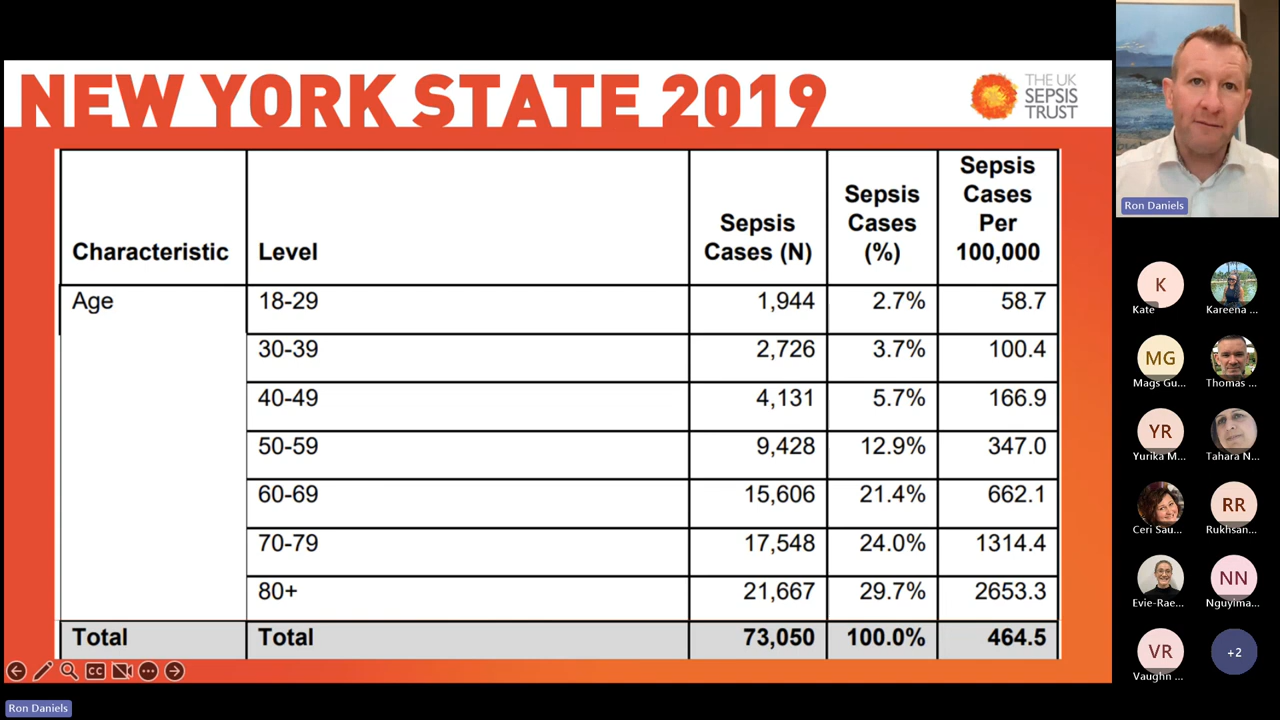 NEW YORK STATE 2019
THE UK
SEPSIS
TRUST
Characteristic
Level
Sepsis
Cases (N)
Sepsis
Cases
(%)
Sepsis
Cases
Per
100,000
Age 18-29 1,944 2.7% 58.7
30-39 2,726 3.7% 100.4
40-49 4,131 5.7% 166.9
50-59 9,428 12.9% 347.0
60-69 15,606 21.4% 662.1
70-79 17,548 24.0% 1314.4
80+ 21,667 29.7% 2653.3
Total Total 73,050 100.0% 464.5
CC
Ron Daniels
Ron Daniels
K
Kate
Kareena ...
MG
Mags Gu...
Thomas ...
YR
Yurika M...
Tahara N...
Ceri Sau...
RR
Rukhsan...
Evie-Rae...
NN
Nguyima...
VR
Vaughn ...
+2